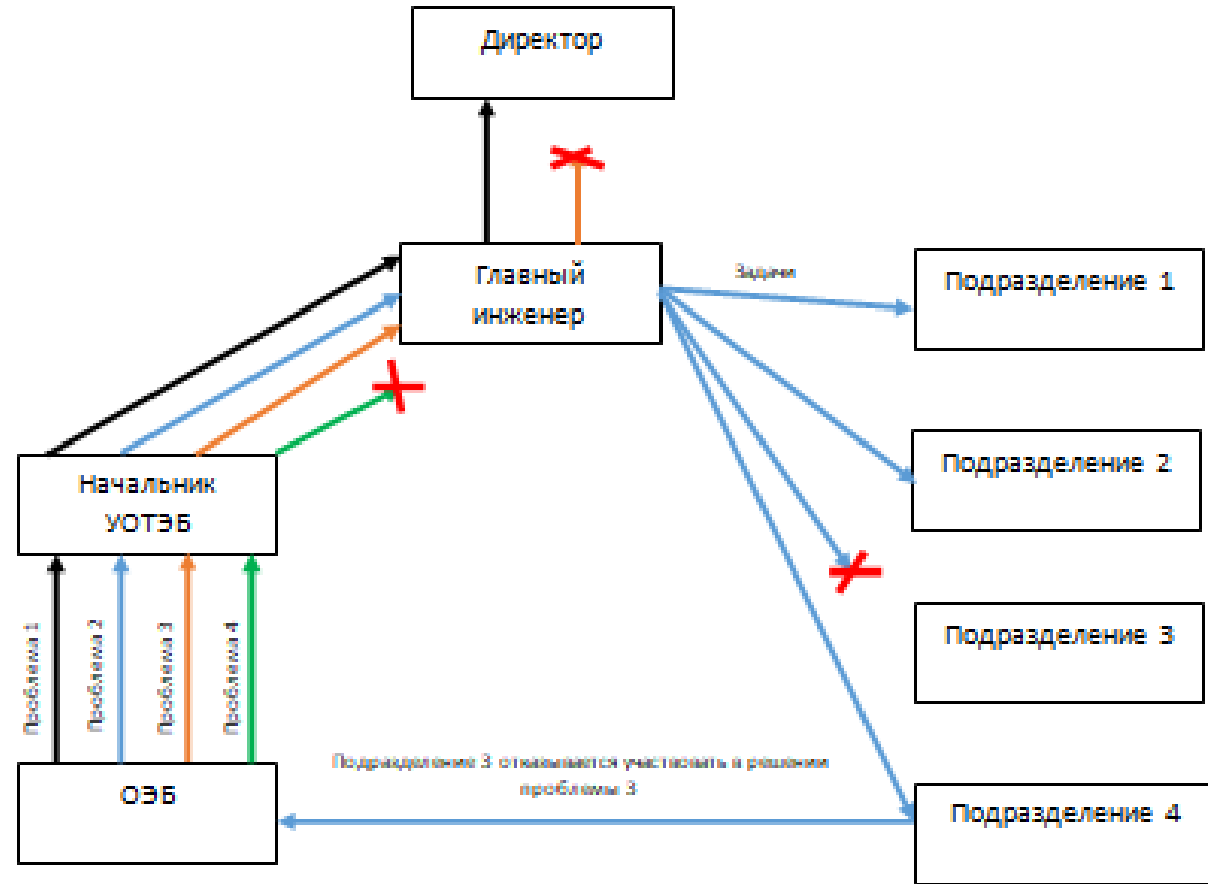 Директор
Главный
инженер
Задачи
Подразделение 1
Подразделение 2
Начальник
УОТЭБ
Проблема 1
Проблема 2
Проблема 3
Проблема 4
Подразделение 3
Подразделение 3 отказывается участвовать в решении
проблемы 3
ОЭБ
Подразделение 4